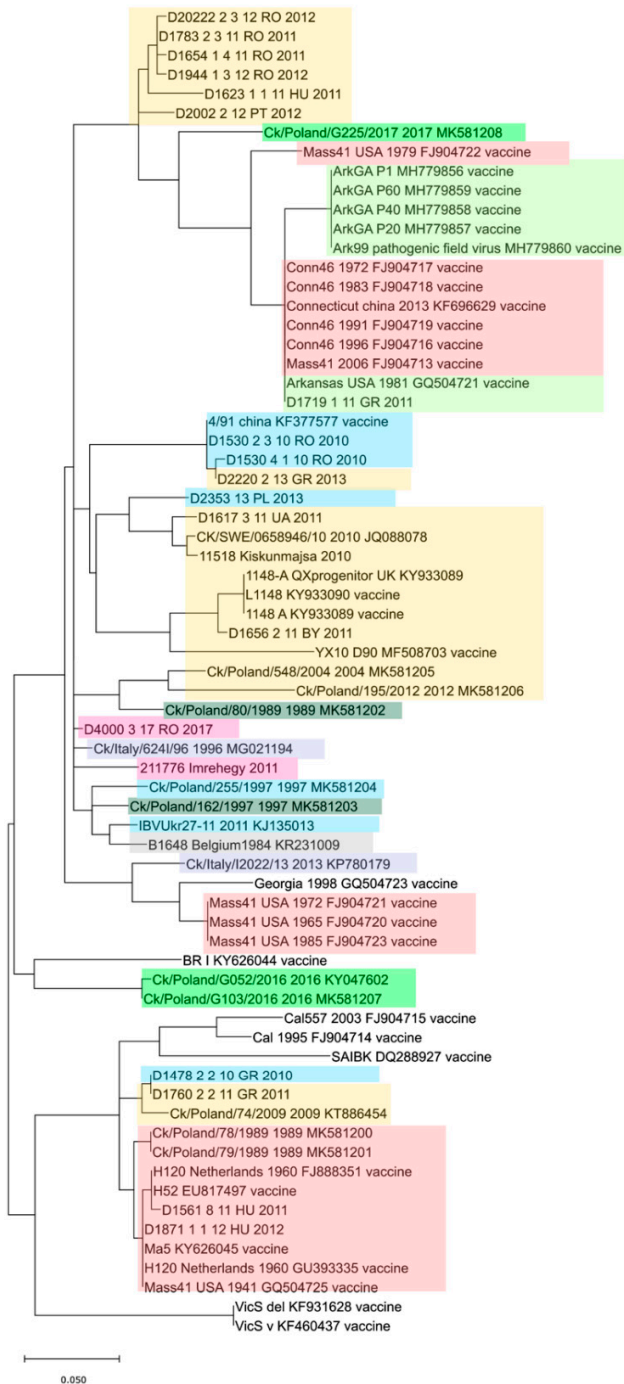 D20222 2 3 12 RO 2012
D1783 2 3 11 RO 2011
D1654 1 4 11 RO 2011
D1944 1 3 12 RO 2012
D1623 1 1 11 HU 2011
D2002 2 12 PT 2012
Ck/Poland/G225/2017 2017 MK581208
Mass41 USA 1979 FJ904722 vaccine
ArkGA P1 MH779856 vaccine
ArkGA P60 MH779859 vaccine
ArkGA P40 MH779858 vaccine
ArkGA P20 MH779857 vaccine
Ark99 pathogenic field virus MH779860 vaccine
Conn46 1972 FJ904717 vaccine
Conn46 1983 FJ904718 vaccine
Connecticut china 2013 KF696629 vaccine
Conn46 1991 FJ904719 vaccine
Conn46 1996 FJ904716 vaccine
Mass41 2006 FJ904713 vaccine
Arkansas USA 1981 GQ504721 vaccine
D1719 1 11 GR 2011
4/91 china KF377577 vaccine
D1530 2 3 10 RO 2010
D1530 4 1 10 RO 2010
D2220 2 13 GR 2013
D2353 13 PL 2013
D1617 3 11 UA 2011
CK/SWE/0658946/10 2010 JQ088078
11518 Kiskunmajsa 2010
1148-A QXprogenitor UK KY933089
L1148 KY933090 vaccine
1148 A KY933089 vaccine
D1656 2 11 BY 2011
YX10 D90 MF508703 vaccine
Ck/Poland/548/2004 2004 MK581205
Ck/Poland/195/2012 2012 MK581206
Ck/Poland/80/1989 1989 MK581202
D4000 3 17 RO 2017
Ck/Italy/624I/96 1996 MG021194
211776 Imrehegy 2011
Ck/Poland/255/1997 1997 MK581204
Ck/Poland/162/1997 1997 MK581203
IBVUkr27-11 2011 KJ135013
B1648 Belgium1984 KR231009
Ck/Italy/I2022/13 2013 KP780179
Georgia 1998 GQ504723 vaccine
Mass41 USA 1972 FJ904721 vaccine
Mass41 USA 1965 FJ904720 vaccine
Mass41 USA 1985 FJ904723 vaccine
BR I KY626044 vaccine
Ck/Poland/G052/2016 2016 KY047602
Ck/Poland/G103/2016 2016 MK581207
Cal557 2003 FJ904715 vaccine
Cal 1995 FJ904714 vaccine
SAIBK DQ288927 vaccine
D1478 2 2 10 GR 2010
D1760 2 2 11 GR 2011
Ck/Poland/74/2009 2009 KT886454
Ck/Poland/78/1989 1989 MK581200
Ck/Poland/79/1989 1989 MK581201
H120 Netherlands 1960 FJ888351 vaccine
H52 EU817497 vaccine
D1561 8 11 HU 2011
D1871 1 1 12 HU 2012
Ma5 KY626045 vaccine
H120 Netherlands 1960 GU393335 vaccine
Mass41 USA 1941 GQ504725 vaccine
VicS del KF931628 vaccine
VicS v KF460437 vaccine
0.050